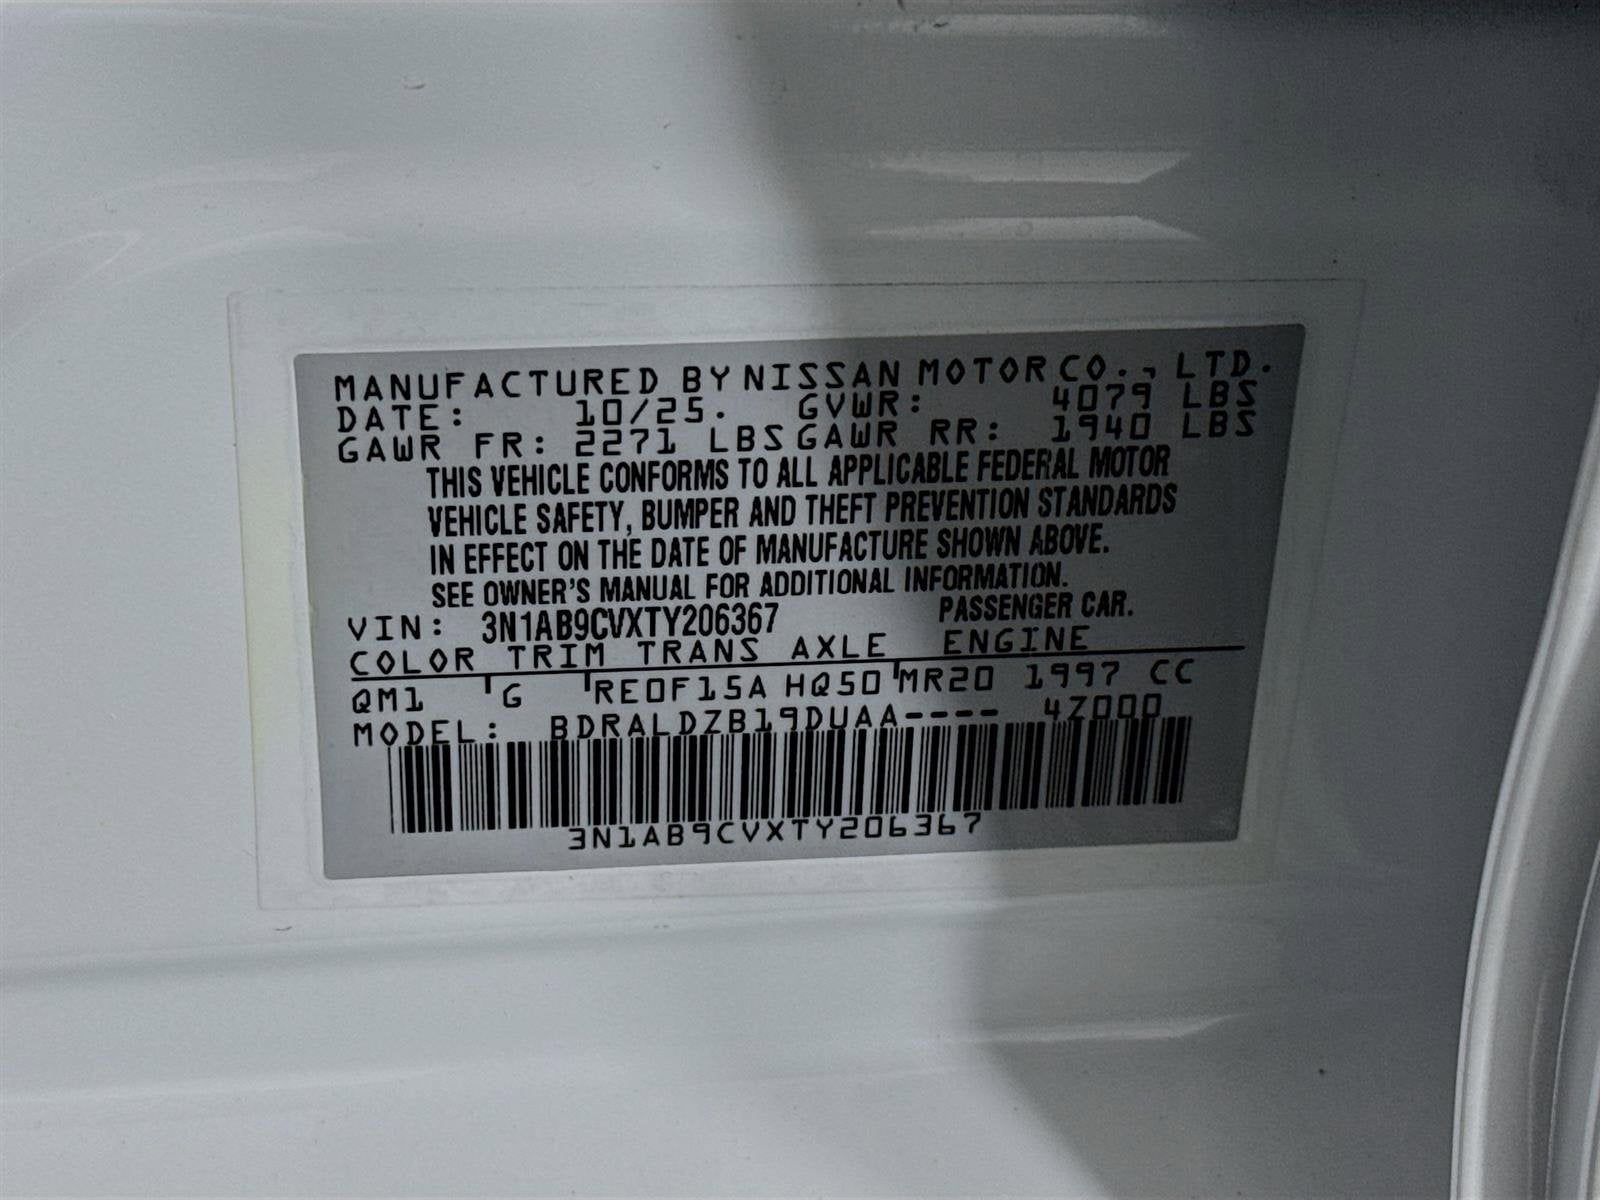 MANUFACTURED BY NISSAN MOTOR CO., LTD.
DATE: 10/25. GVWR: 4079 LBS
GAWR FR: 2271 LBS GAWR RR: 1940 LBS
THIS VEHICLE CONFORMS TO ALL APPLICABLE FEDERAL MOTOR
VEHICLE SAFETY, BUMPER AND THEFT PREVENTION STANDARDS
IN EFFECT ON THE DATE OF MANUFACTURE SHOWN ABOVE.
SEE OWNER'S MANUAL FOR ADDITIONAL INFORMATION.
VIN: 3N1AB9CVXTY206367 PASSENGER CAR.
COLOR TRIM TRANS AXLE ENGINE
QM1 G RE0F15A HQ50 MR20 1997 CC
MODEL: BDRALDZB19DUAA---- 4Z000
3N1AB9CVXTY206367